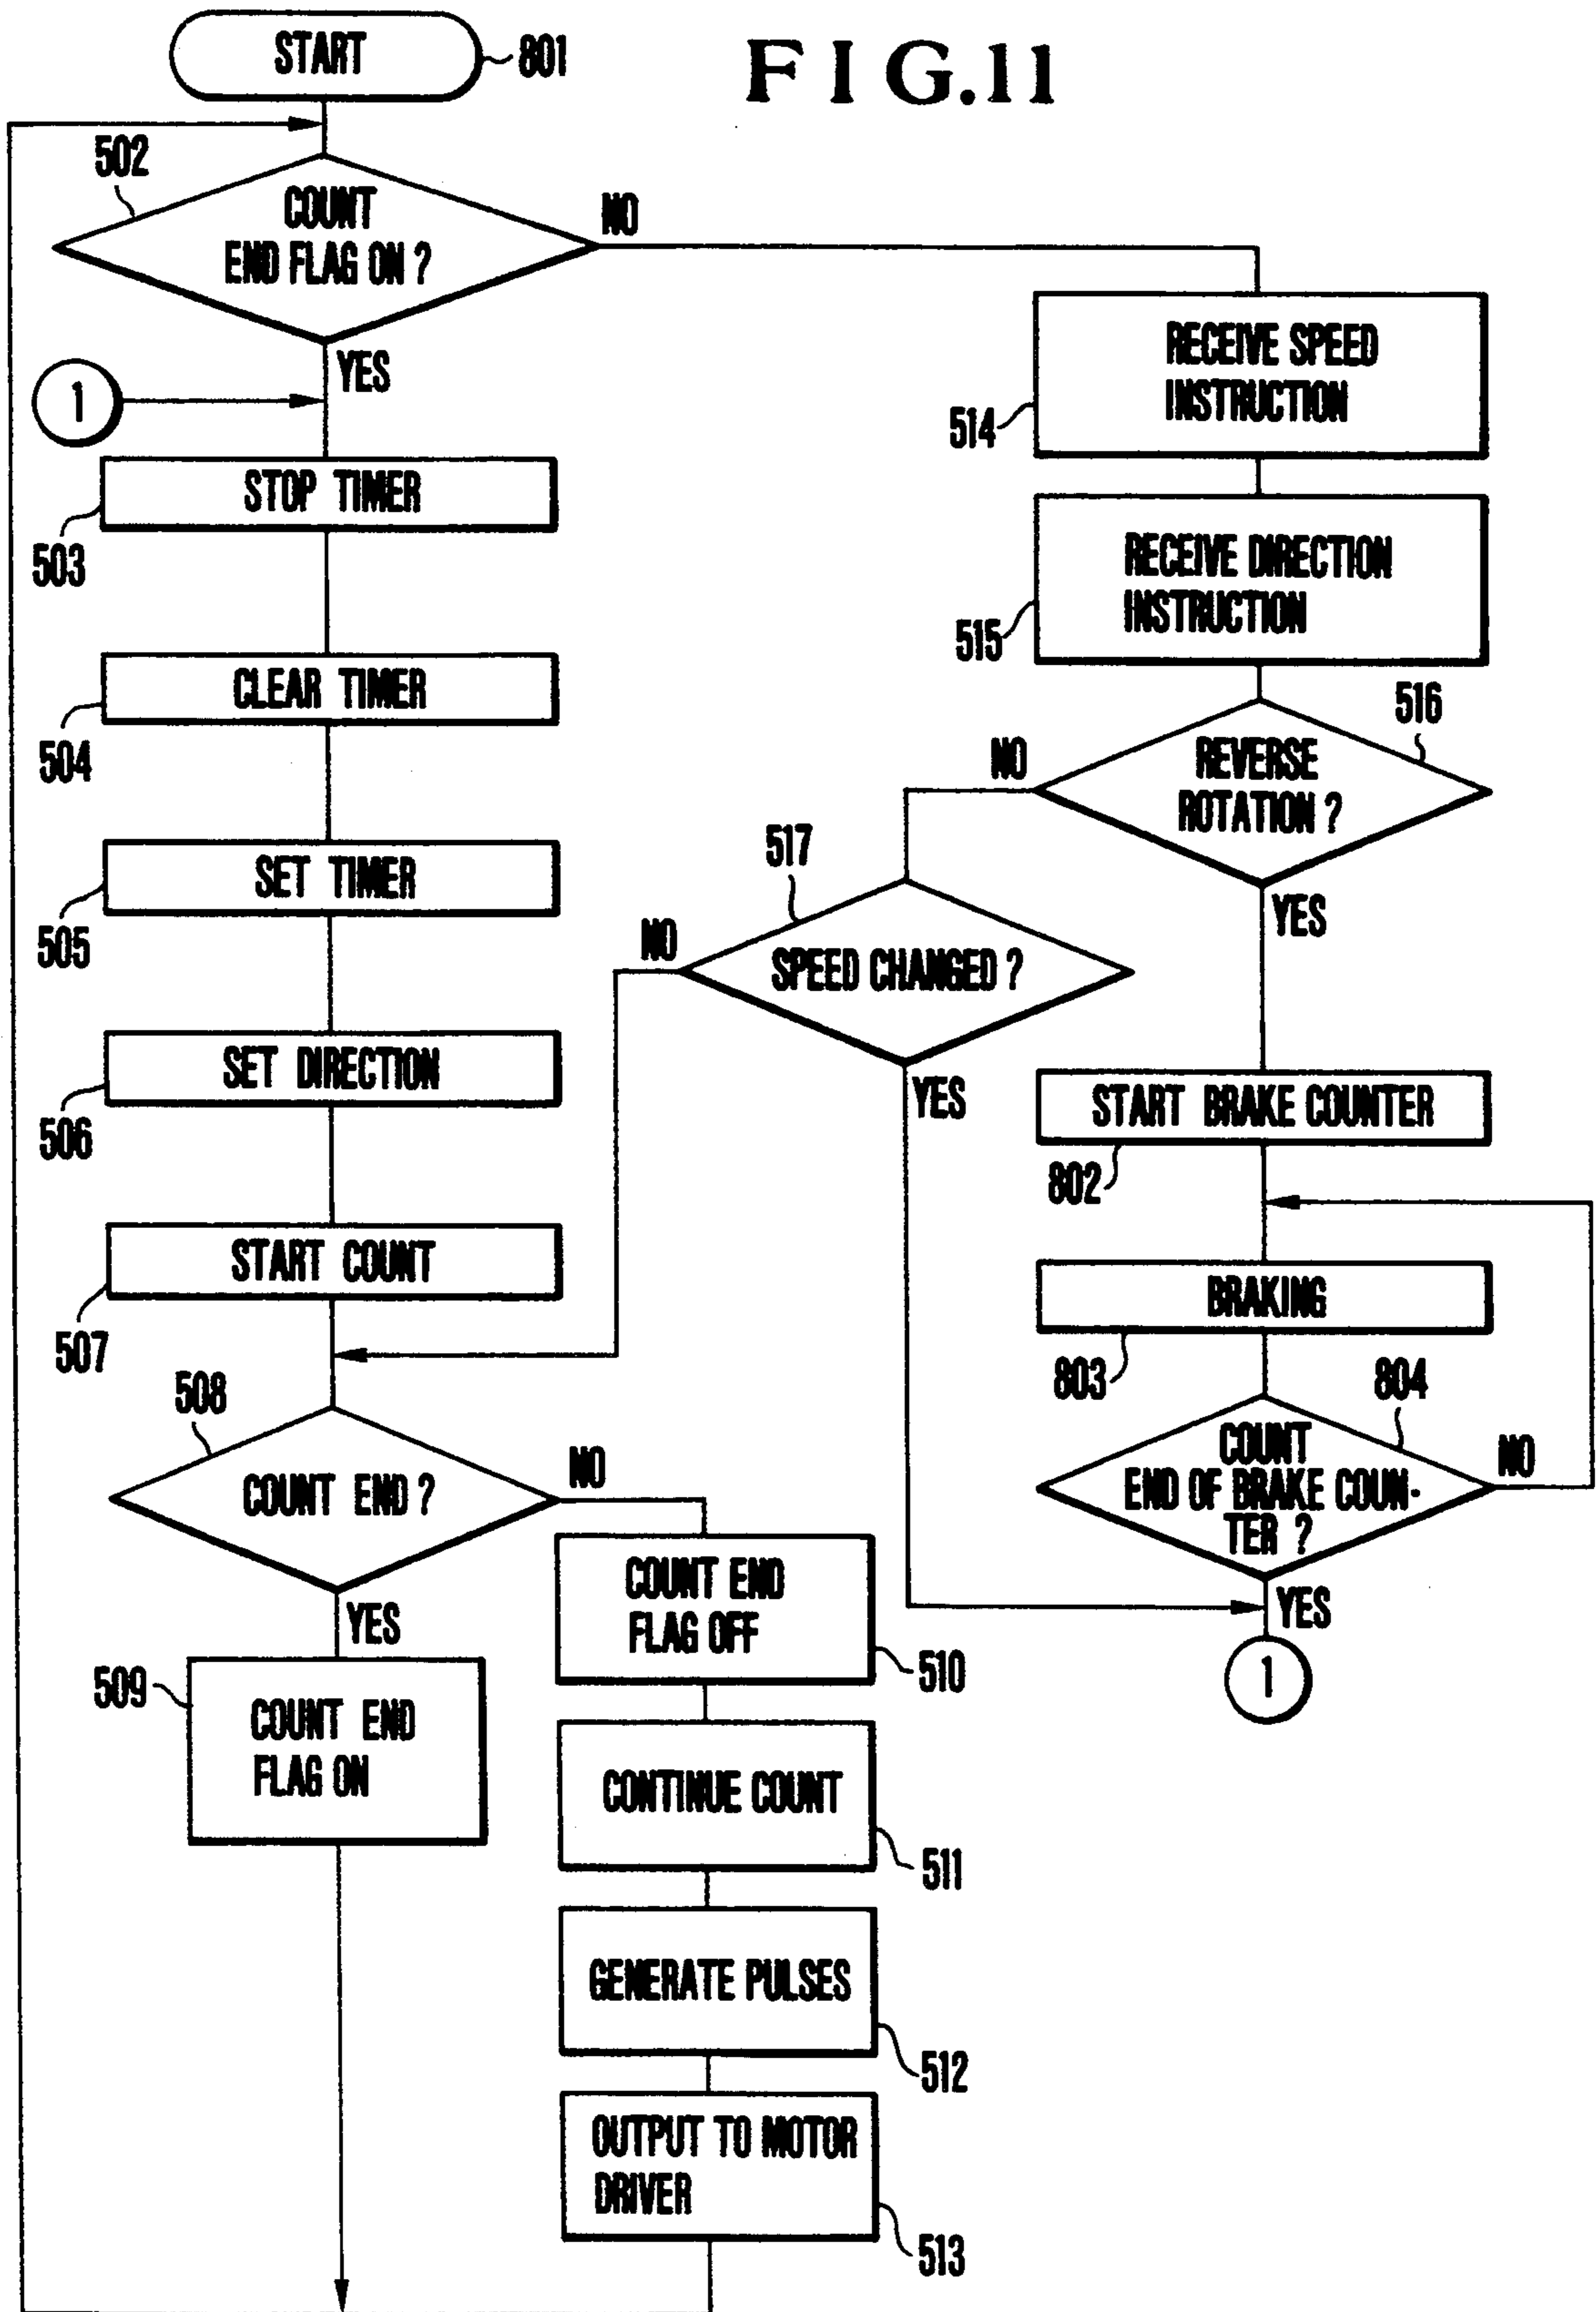 START
801
FIG.11
502
COUNT
END FLAG ON ?
NO
YES
1
STOP TIMER
503
CLEAR TIMER
504
SET TIMER
505
SET DIRECTION
506
START COUNT
507
508
COUNT END ?
NO
YES
509
COUNT END
FLAG ON
COUNT END
FLAG OFF
510
CONTINUE COUNT
511
GENERATE PULSES
512
OUTPUT TO MOTOR
DRIVER
513
RECEIVE SPEED
INSTRUCTION
514
RECEIVE DIRECTION
INSTRUCTION
515
516
REVERSE
ROTATION ?
NO
YES
517
SPEED CHANGED ?
NO
YES
START BRAKE COUNTER
802
BRAKING
803
804
COUNT
END OF BRAKE COUN-
TER ?
NO
YES
1